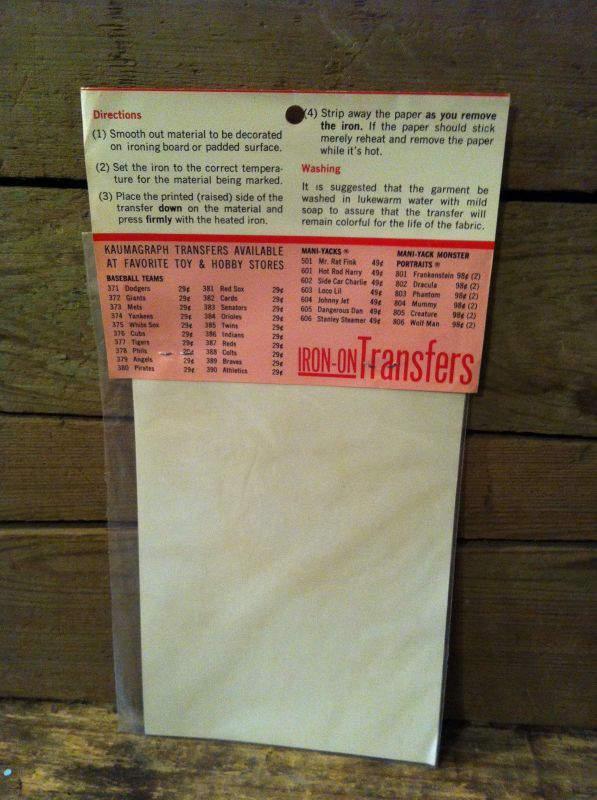 Directions
(1) Smooth out material to be decorated
on ironing board or padded surface.
(2) Set the iron to the correct tempera-
ture for the material being marked.
(3) Place the printed (raised) side of the
transfer down on the material and
press firmly with the heated iron.
(4) Strip away the paper as you remove
the iron. If the paper should stick
merely reheat and remove the paper
while it's hot.
Washing
It is suggested that the garment be
washed in lukewarm water with mild
soap to assure that the transfer will
remain colorful for the life of the fabric.
KAUMAGRAPH TRANSFERS AVAILABLE
AT FAVORITE TOY & HOBBY STORES
BASEBALL TEAMS
371 Dodgers 29¢
372 Giants 29¢
373 Mets 29¢
374 Yankees 29¢
375 White Sox 29¢
376 Cubs 29¢
377 Tigers 29¢
378 Phils 29¢
379 Angels 29¢
380 Pirates 29¢
381 Red Sox 29¢
382 Cards 29¢
383 Senators 29¢
384 Orioles 29¢
385 Twins 29¢
386 Indians 29¢
387 Reds 29¢
388 Colts 29¢
389 Braves 29¢
390 Athletics 29¢
MANI-YACKS ®
501 Mr. Rat Fink 49¢
601 Hot Rod Harry 49¢
602 Side Car Charlie 49¢
603 Loco Lil 49¢
604 Johnny Jet 49¢
605 Dangerous Dan 49¢
606 Stanley Steamer 49¢
MANI-YACK MONSTER
PORTRAITS ®
801 Frankenstein 98¢ (2)
802 Dracula 98¢ (2)
803 Phantom 98¢ (2)
804 Mummy 98¢ (2)
805 Creature 98¢ (2)
806 Wolf Man 98¢ (2)
IRON-ON Transfers